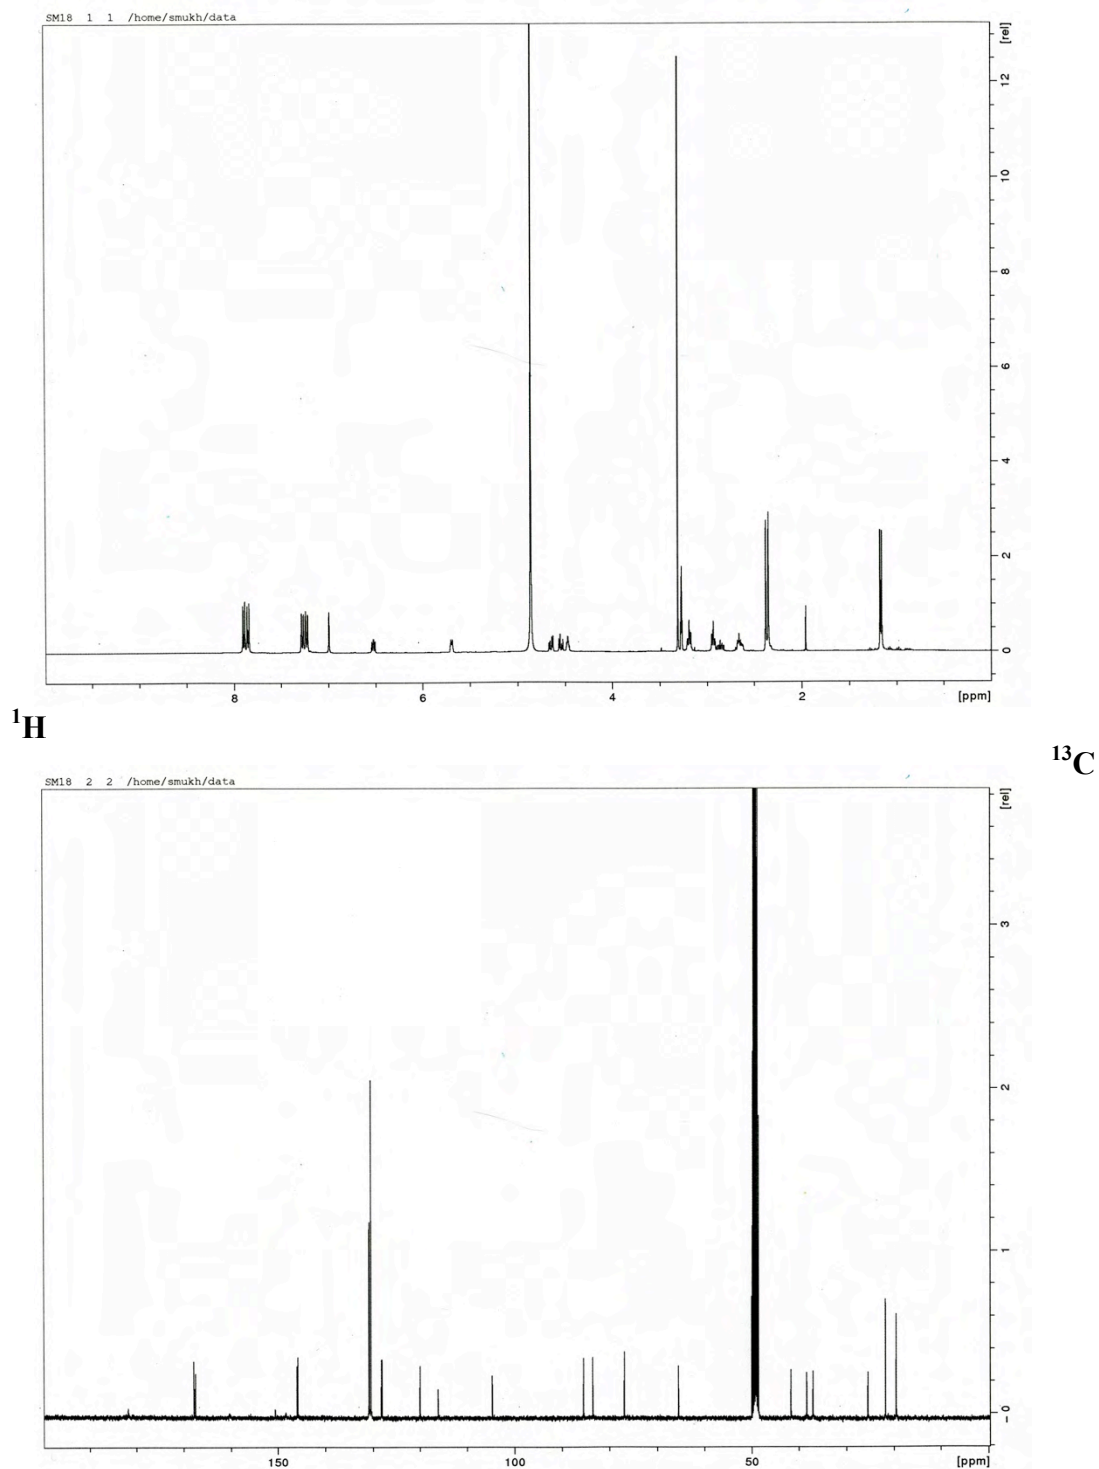 SM18 1 1 /home/smukh/data
[rel]
12
10
8
6
4
2
0
8 6 4 2 [ppm]
¹H
¹³C
SM18 2 2 /home/smukh/data
[rel]
3
2
1
0
150 100 50 [ppm]